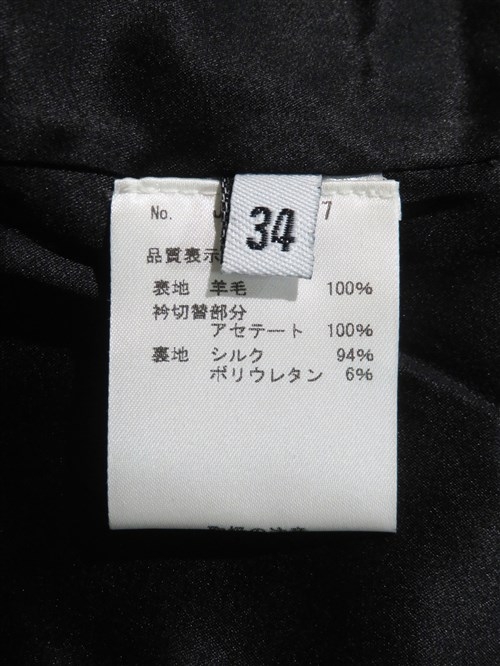 No. 7
34
品質表示
表地 羊毛 100%
衿切替部分
アセテート 100%
裏地 シルク 94%
ポリウレタン 6%